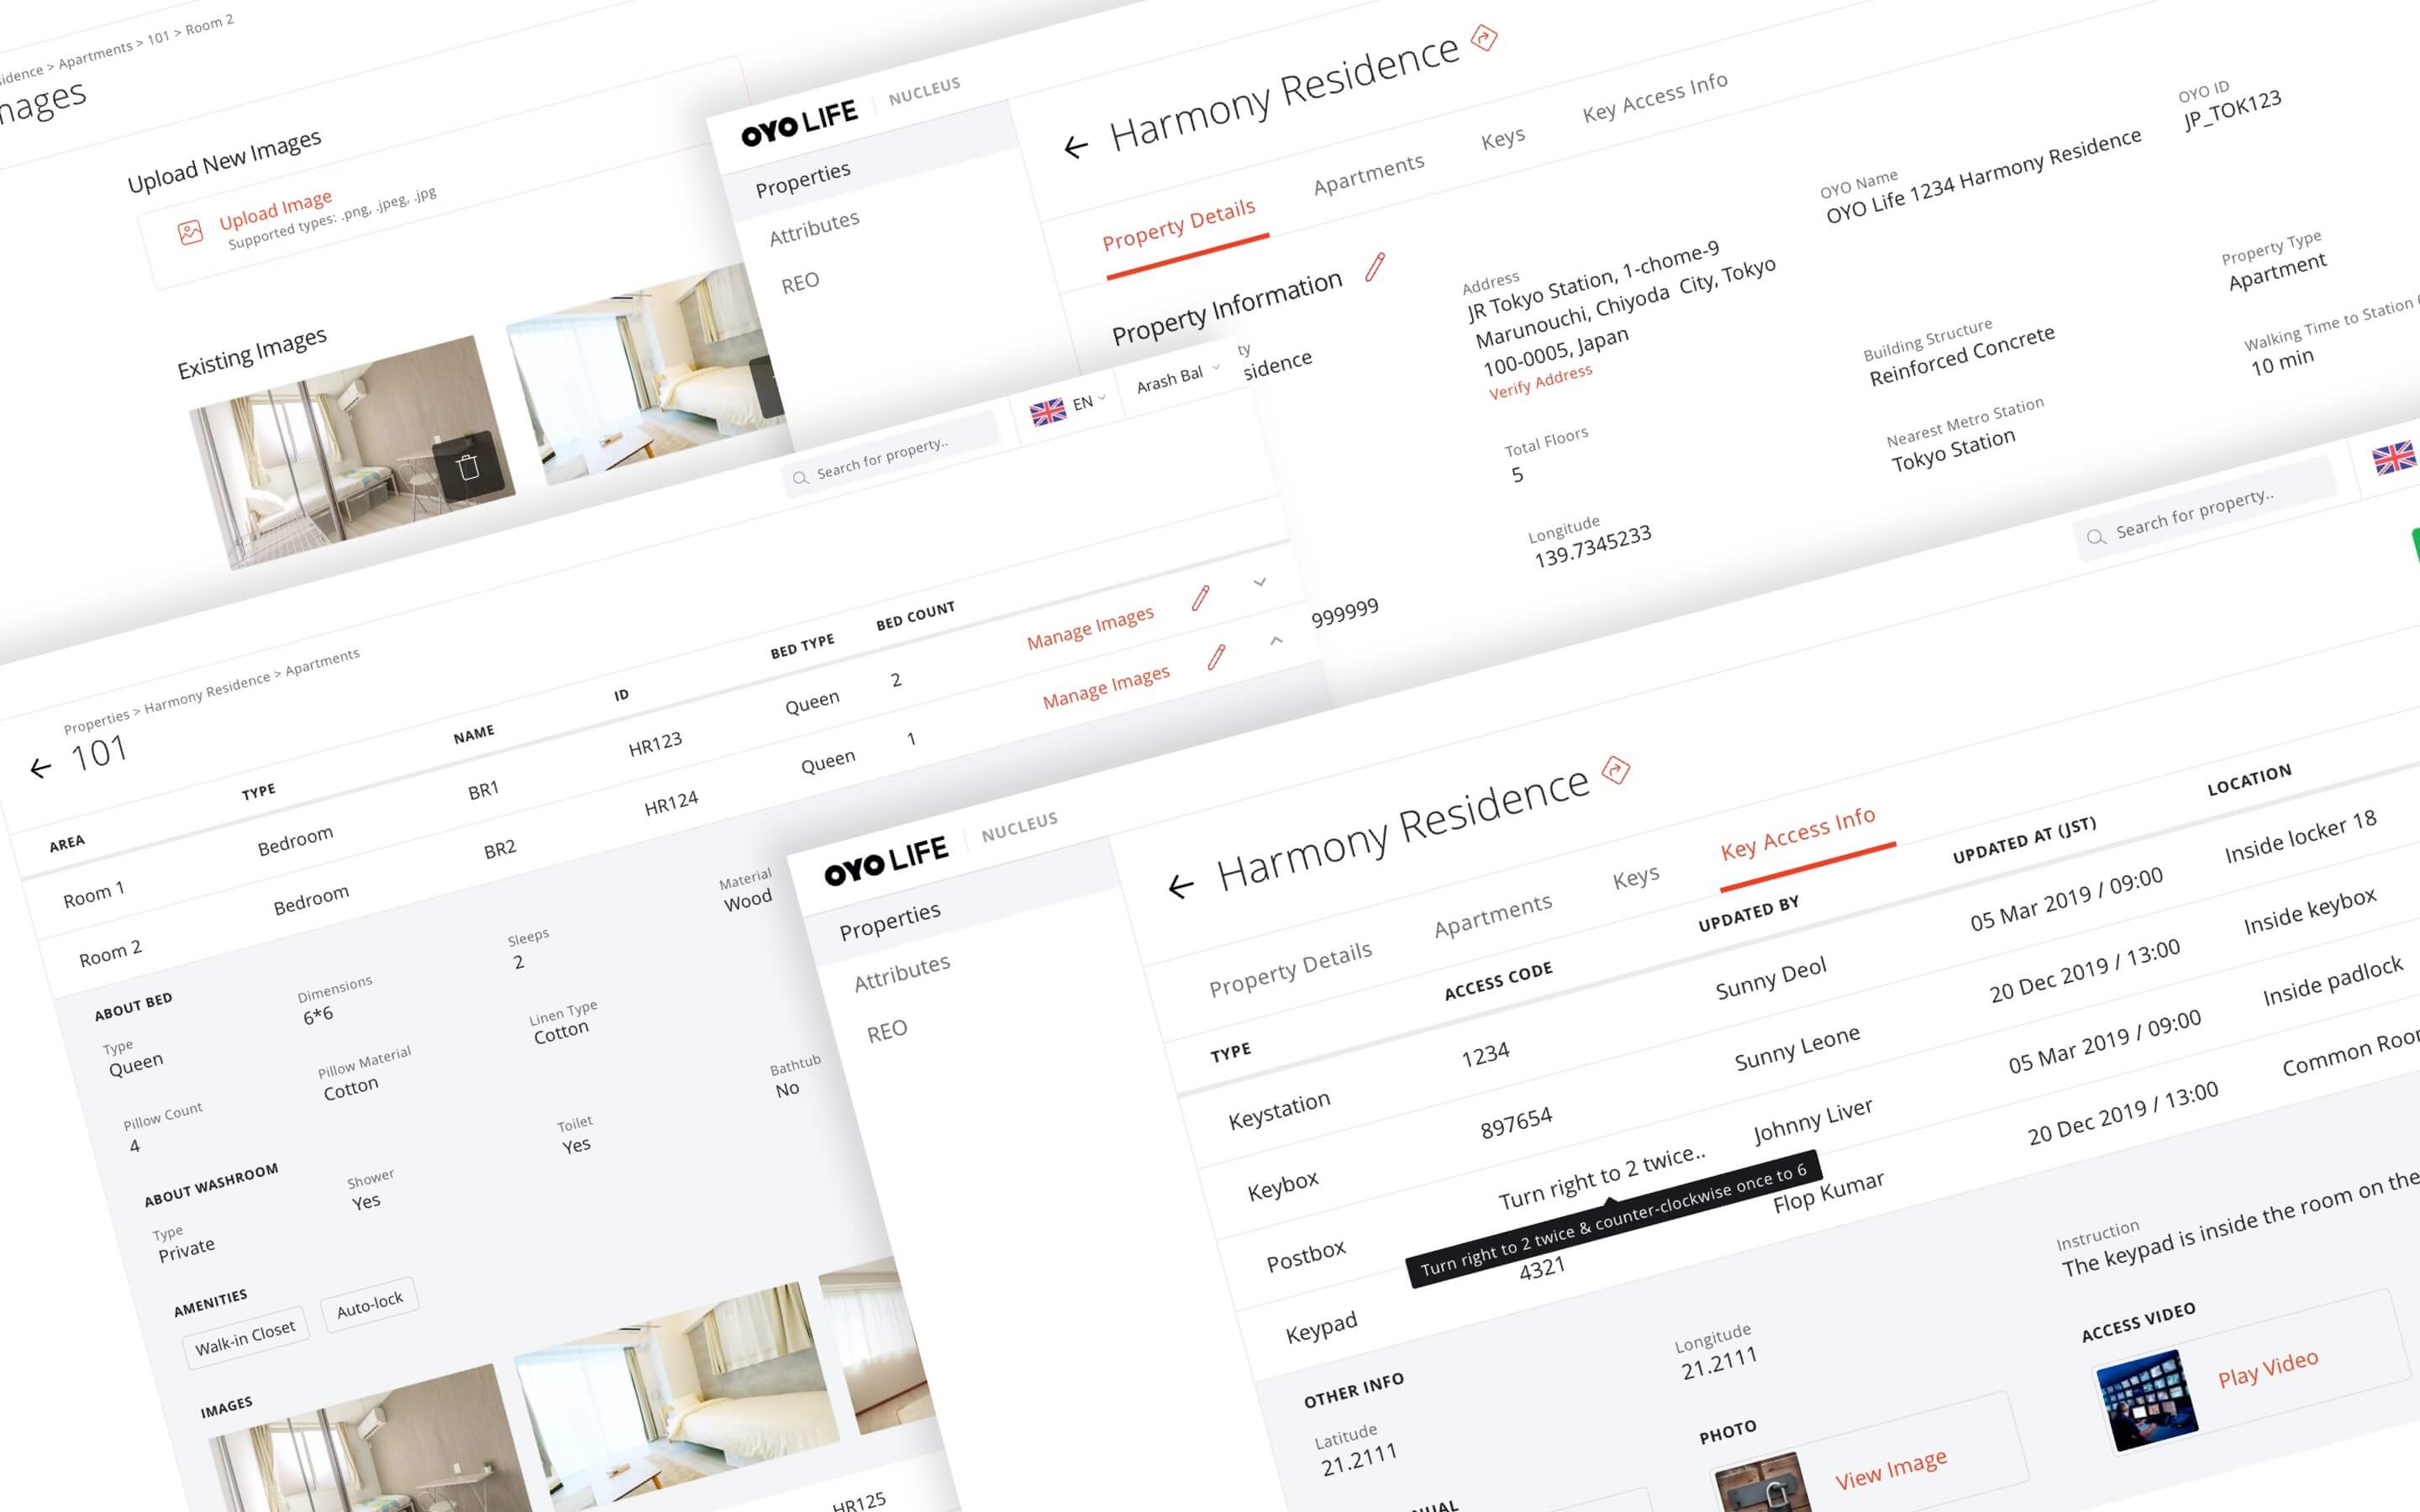 Apartments > 101 > Room 2
Upload New Images
Upload Image
Supported types: .png, .jpeg, .jpg
Existing Images
OYO LIFE
NUCLEUS
Properties
Attributes
REO
Harmony Residence
Property Details
Apartments
Keys
Key Access Info
Property Information
Address
JR Tokyo Station, 1-chome-9
Marunouchi, Chiyoda City, Tokyo
100-0005, Japan
Verify Address
OYO Name
OYO Life 1234 Harmony Residence
OYO ID
JP_TOK123
Property Type
Apartment
Total Floors
5
Building Structure
Reinforced Concrete
Walking Time to Station
10 min
Longitude
139.7345233
Nearest Metro Station
Tokyo Station
999999
Search for property..
EN
Arash Bal
Properties > Harmony Residence > Apartments
101
AREA
TYPE
NAME
ID
BED TYPE
BED COUNT
Room 1
Bedroom
BR1
HR123
Queen
2
Manage Images
Room 2
Bedroom
BR2
HR124
Queen
1
Manage Images
ABOUT BED
Type
Queen
Dimensions
6*6
Sleeps
2
Material
Wood
Pillow Count
4
Pillow Material
Cotton
Linen Type
Cotton
ABOUT WASHROOM
Type
Private
Shower
Yes
Toilet
Yes
Bathtub
No
AMENITIES
Walk-in Closet
Auto-lock
IMAGES
HR125
Search for property..
OYO LIFE
NUCLEUS
Properties
Attributes
REO
Harmony Residence
Property Details
Apartments
Keys
Key Access Info
TYPE
ACCESS CODE
UPDATED BY
UPDATED AT (JST)
LOCATION
Keystation
1234
Sunny Deol
05 Mar 2019 / 09:00
Inside locker 18
Keybox
897654
Sunny Leone
20 Dec 2019 / 13:00
Inside keybox
Postbox
Turn right to 2 twice..
Johnny Liver
05 Mar 2019 / 09:00
Inside padlock
Turn right to 2 twice & counter-clockwise once to 6
Keypad
4321
Flop Kumar
20 Dec 2019 / 13:00
Common
OTHER INFO
Latitude
21.2111
Longitude
21.2111
Instruction
The keypad is inside the room on the
PHOTO
View Image
ACCESS VIDEO
Play Video